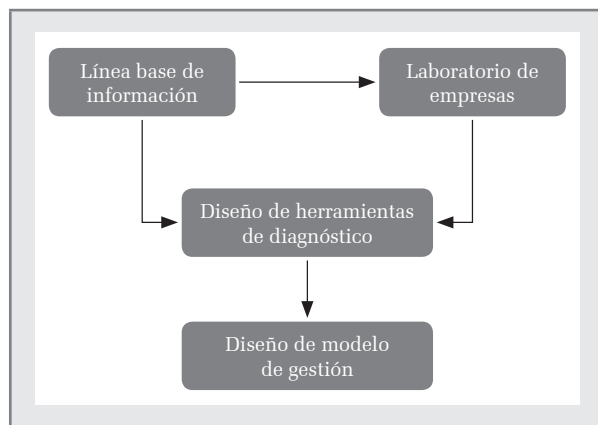 Línea base de
información
Laboratorio de
empresas
Diseño de herramientas
de diagnóstico
Diseño de modelo
de gestión